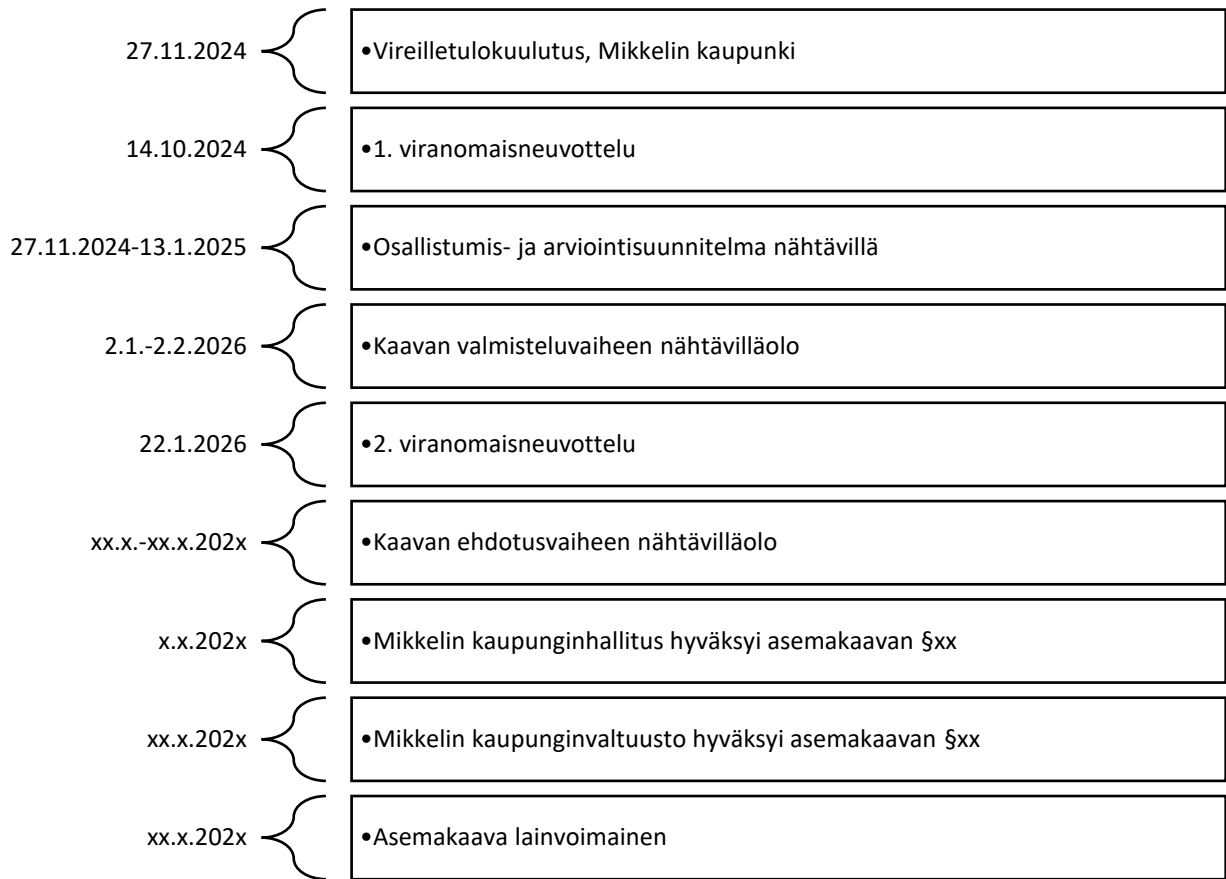 27.11.2024 •Vireilletulokuulutus, Mikkelin kaupunki
14.10.2024 •1. viranomaisneuvottelu
27.11.2024-13.1.2025 •Osallistumis- ja arviointisuunnitelma nähtävillä
2.1.-2.2.2026 •Kaavan valmisteluvaiheen nähtävilläolo
22.1.2026 •2. viranomaisneuvottelu
xx.x.-xx.x.202x •Kaavan ehdotusvaiheen nähtävilläolo
x.x.202x •Mikkelin kaupunginhallitus hyväksyi asemakaavan §xx
xx.x.202x •Mikkelin kaupunginvaltuusto hyväksyi asemakaavan §xx
xx.x.202x •Asemakaava lainvoimainen